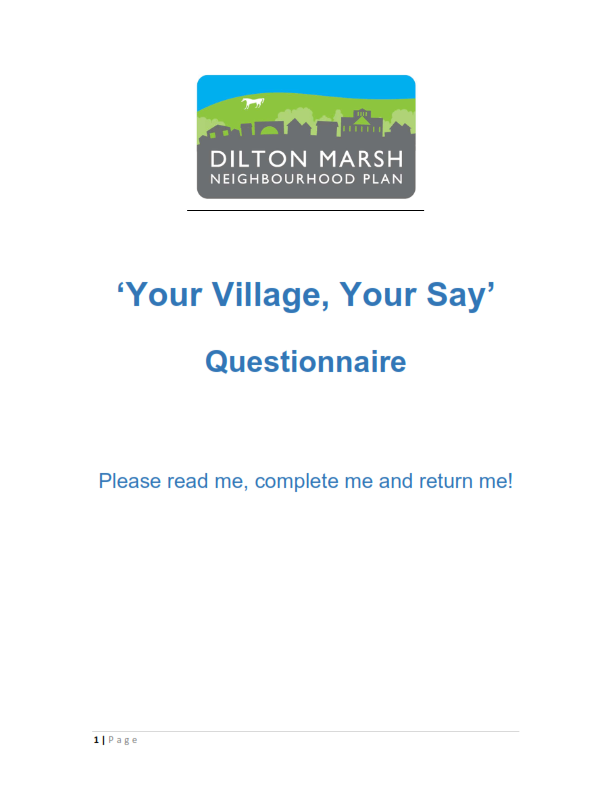 DILTON MARSH
NEIGHBOURHOOD PLAN
‘Your Village, Your Say’
Questionnaire
Please read me, complete me and return me!
1 | Page